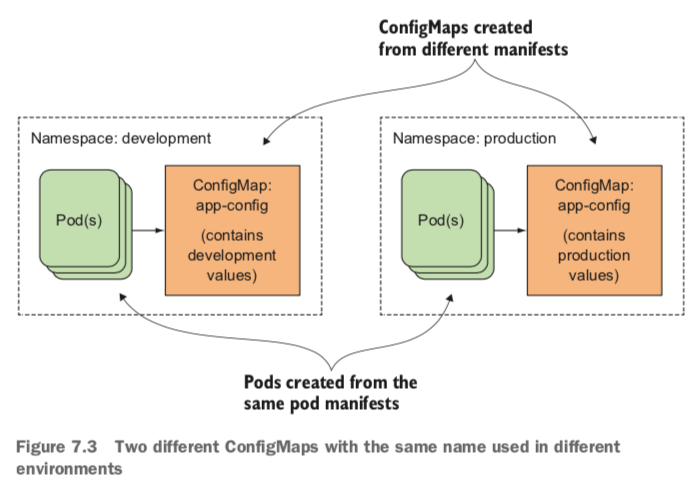 ConfigMaps created
from different manifests
Namespace: development
Pod(s)
ConfigMap:
app-config
(contains
development
values)
Namespace: production
Pod(s)
ConfigMap:
app-config
(contains
production
values)
Pods created from the
same pod manifests
Figure 7.3 Two different ConfigMaps with the same name used in different
environments